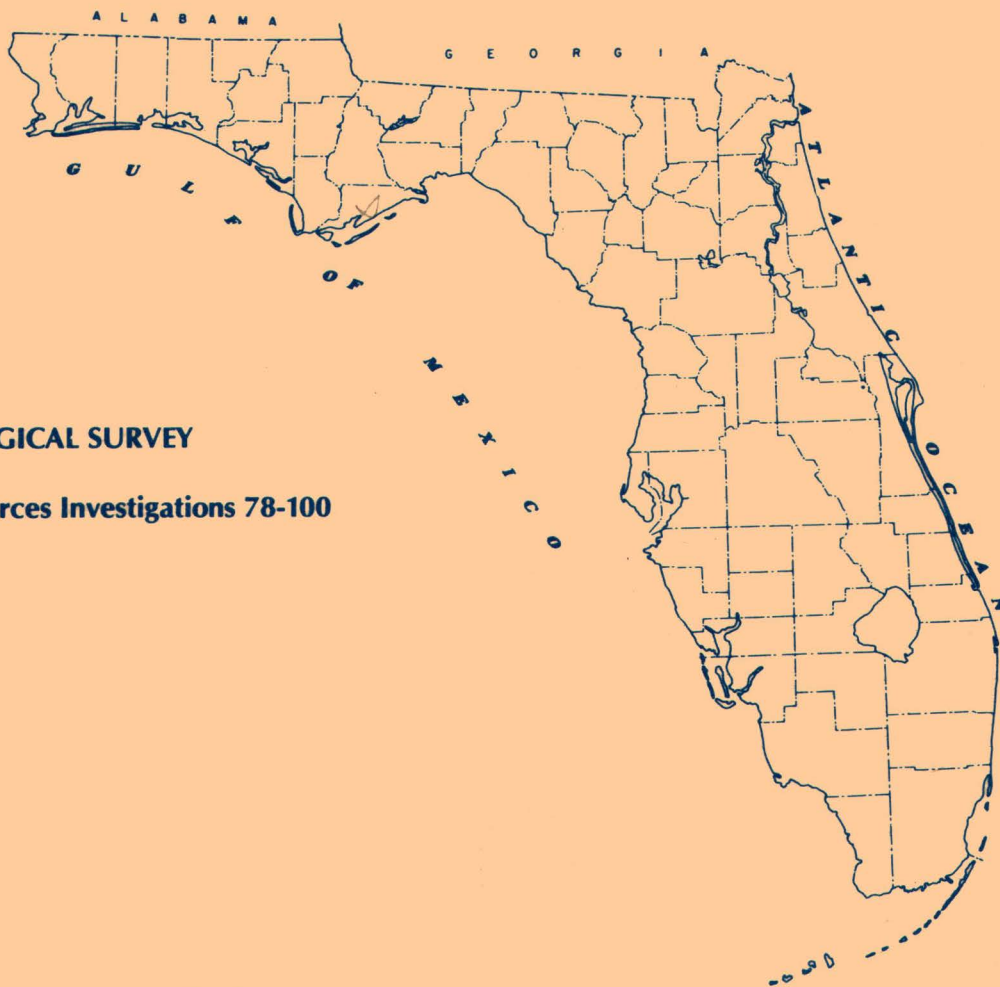 ALABAMA
GEORGIA
ATLANTIC OCEAN
GULF OF MEXICO
GICAL SURVEY
rces Investigations 78-100